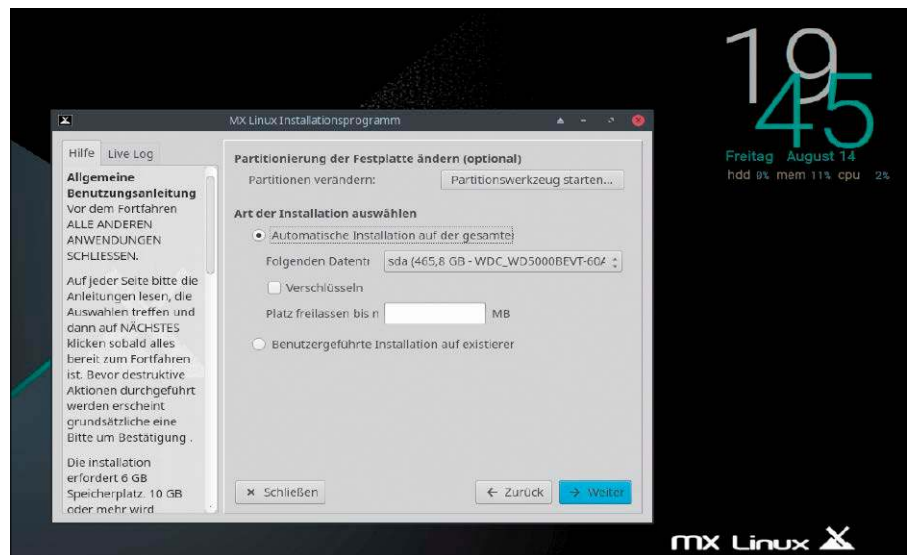 19
45
Freitag August 14
hdd 0% mem 11% cpu 2%
MX Linux Installationsprogramm
Hilfe
Live Log
Allgemeine
Benutzungsanleitung
Vor dem Fortfahren
ALLE ANDEREN
ANWENDUNGEN
SCHLIESSEN.
Auf jeder Seite bitte die
Anleitungen lesen, die
Auswahlen treffen und
dann auf NÄCHSTES
klicken sobald alles
bereit zum Fortfahren
ist. Bevor destruktive
Aktionen durchgeführt
werden erscheint
grundsätzliche eine
Bitte um Bestätigung .
Die installation
erfordert 6 GB
Speicherplatz. 10 GB
oder mehr wird
Partitionierung der Festplatte ändern (optional)
Partitionen verändern:
Partitionswerkzeug starten...
Art der Installation auswählen
Automatische Installation auf der gesamte
Folgenden Datentr
sda (465,8 GB - WDC_WD5000BEVT-60A
Verschlüsseln
Platz freilassen bis n
MB
Benutzergeführte Installation auf existierer
Schließen
Zurück
Weiter
MX Linux